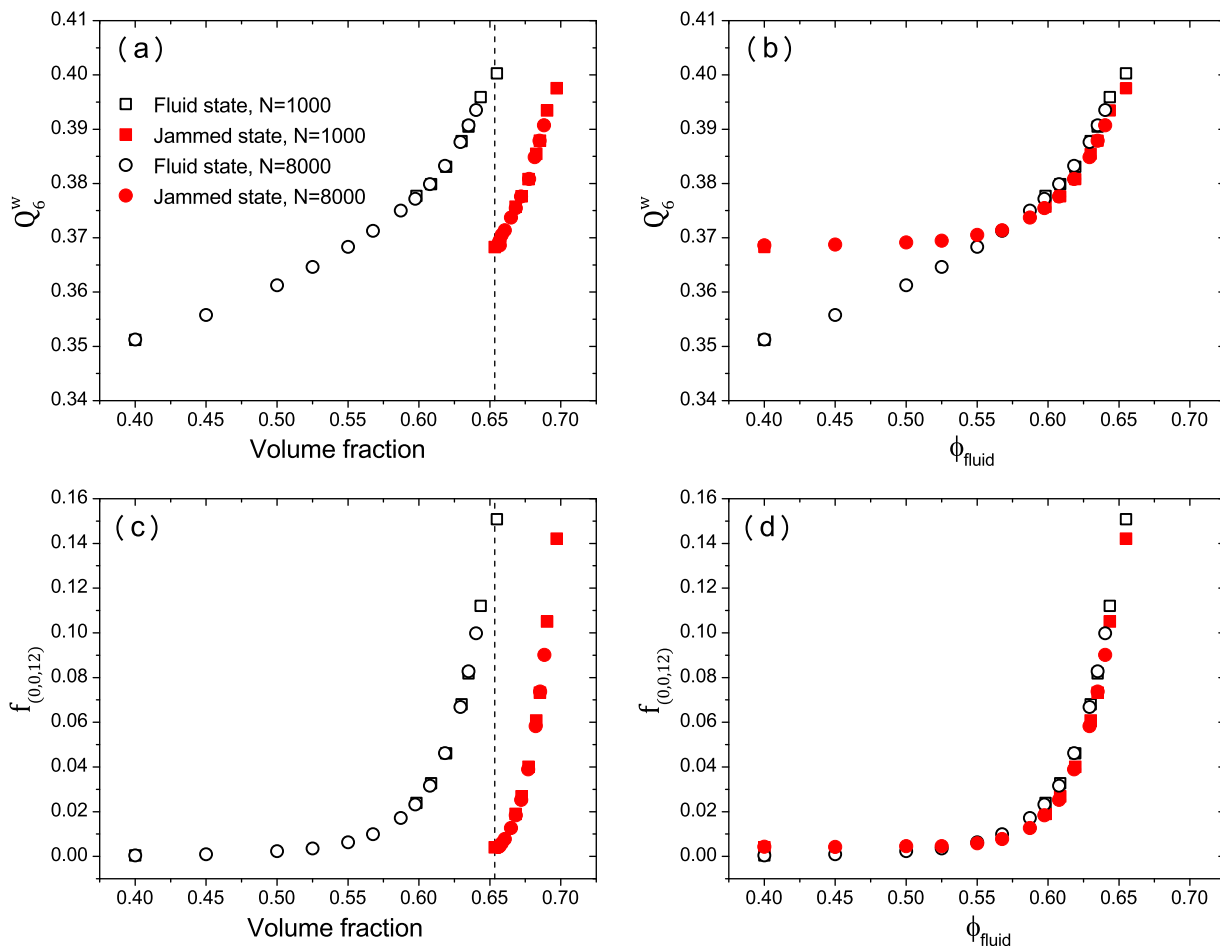 (a)
0.41
0.40
0.39
0.38
0.37
0.36
0.35
0.34
Q₆ʷ
Fluid state, N=1000
Jammed state, N=1000
Fluid state, N=8000
Jammed state, N=8000
0.40 0.45 0.50 0.55 0.60 0.65 0.70
Volume fraction
(b)
0.41
0.40
0.39
0.38
0.37
0.36
0.35
0.34
Q₆ʷ
0.40 0.45 0.50 0.55 0.60 0.65 0.70
ϕfluid
(c)
0.16
0.14
0.12
0.10
0.08
0.06
0.04
0.02
0.00
f(0,0,12)
0.40 0.45 0.50 0.55 0.60 0.65 0.70
Volume fraction
(d)
0.16
0.14
0.12
0.10
0.08
0.06
0.04
0.02
0.00
f(0,0,12)
0.40 0.45 0.50 0.55 0.60 0.65 0.70
ϕfluid